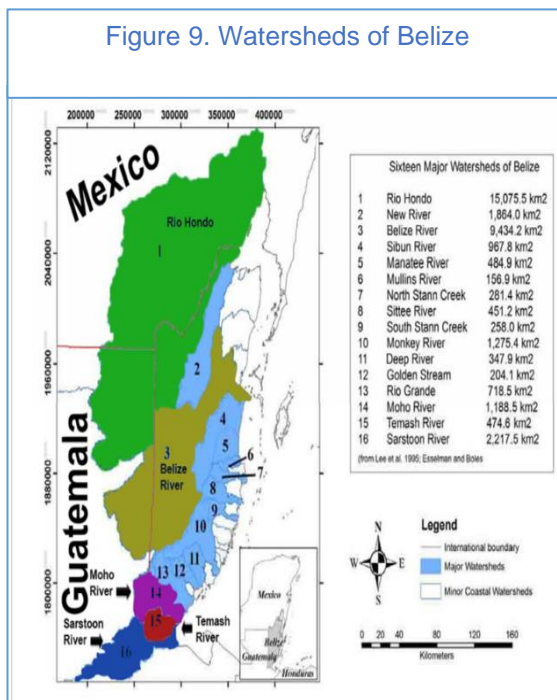 Figure 9. Watersheds of Belize
200000 250000 300000 350000 400000
2120000
2040000
1960000
1880000
1800000
Mexico
Rio Hondo
1
2
3
Belize
River
4
5
6
7
8
9
10
11
12
13
14
15
16
Guatemala
Moho
River
Sarstoon
River
Temash
River
Sixteen Major Watersheds of Belize
1 Rio Hondo 15,075.5 km2
2 New River 1,864.0 km2
3 Belize River 9,434.2 km2
4 Sibun River 967.8 km2
5 Manatee River 484.9 km2
6 Mullins River 156.9 km2
7 North Stann Creek 281.4 km2
8 Sittee River 451.2 km2
9 South Stann Creek 258.0 km2
10 Monkey River 1,275.4 km2
11 Deep River 347.9 km2
12 Golden Stream 204.1 km2
13 Rio Grande 718.5 km2
14 Moho River 1,188.5 km2
15 Temash River 474.6 km2
16 Sarstoon River 2,217.5 km2
(from Lee et al. 1995; Esselman and Boles
N
W E
S
Legend
International boundary
Major Watersheds
Minor Coastal Watersheds
0 20 40 80 120 160
Kilometers
Mexico
Belize
Guatemala
Honduras